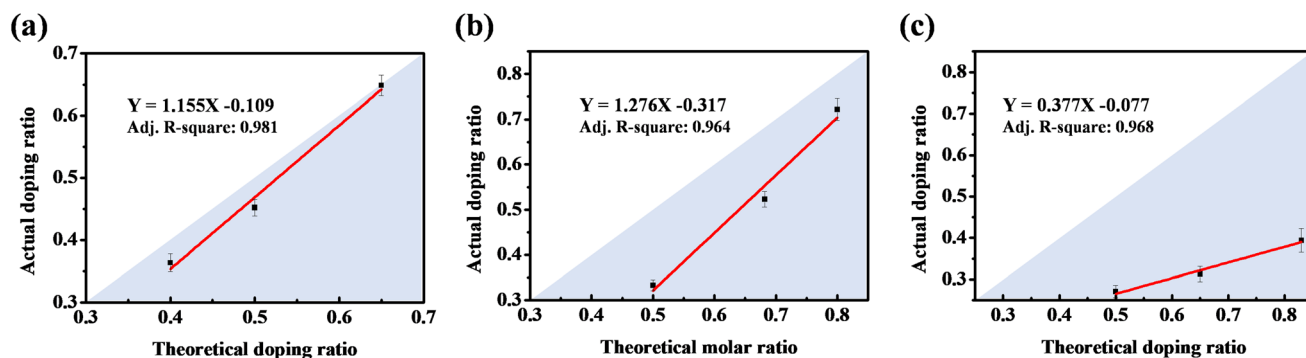 (a)
Actual doping ratio
0.7
0.6
0.5
0.4
0.3
Y = 1.155X -0.109
Adj. R-square: 0.981
0.3 0.4 0.5 0.6 0.7
Theoretical doping ratio
(b)
Actual doping ratio
0.8
0.7
0.6
0.5
0.4
0.3
Y = 1.276X -0.317
Adj. R-square: 0.964
0.3 0.4 0.5 0.6 0.7 0.8
Theoretical molar ratio
(c)
Actual doping ratio
0.8
0.7
0.6
0.5
0.4
0.3
Y = 0.377X -0.077
Adj. R-square: 0.968
0.3 0.4 0.5 0.6 0.7 0.8
Theoretical doping ratio